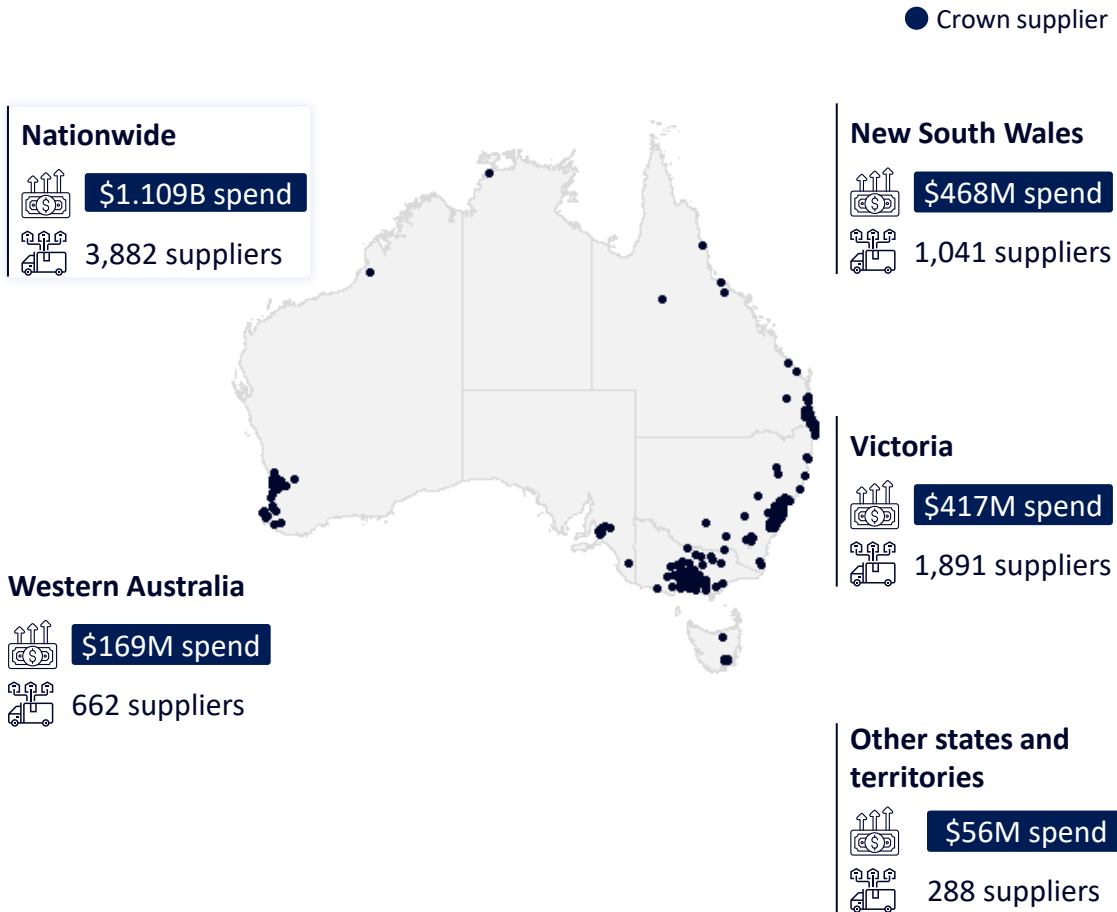 Crown supplier
Nationwide
$1.109B spend
3,882 suppliers
New South Wales
$468M spend
1,041 suppliers
Victoria
$417M spend
1,891 suppliers
Western Australia
$169M spend
662 suppliers
Other states and
territories
$56M spend
288 suppliers